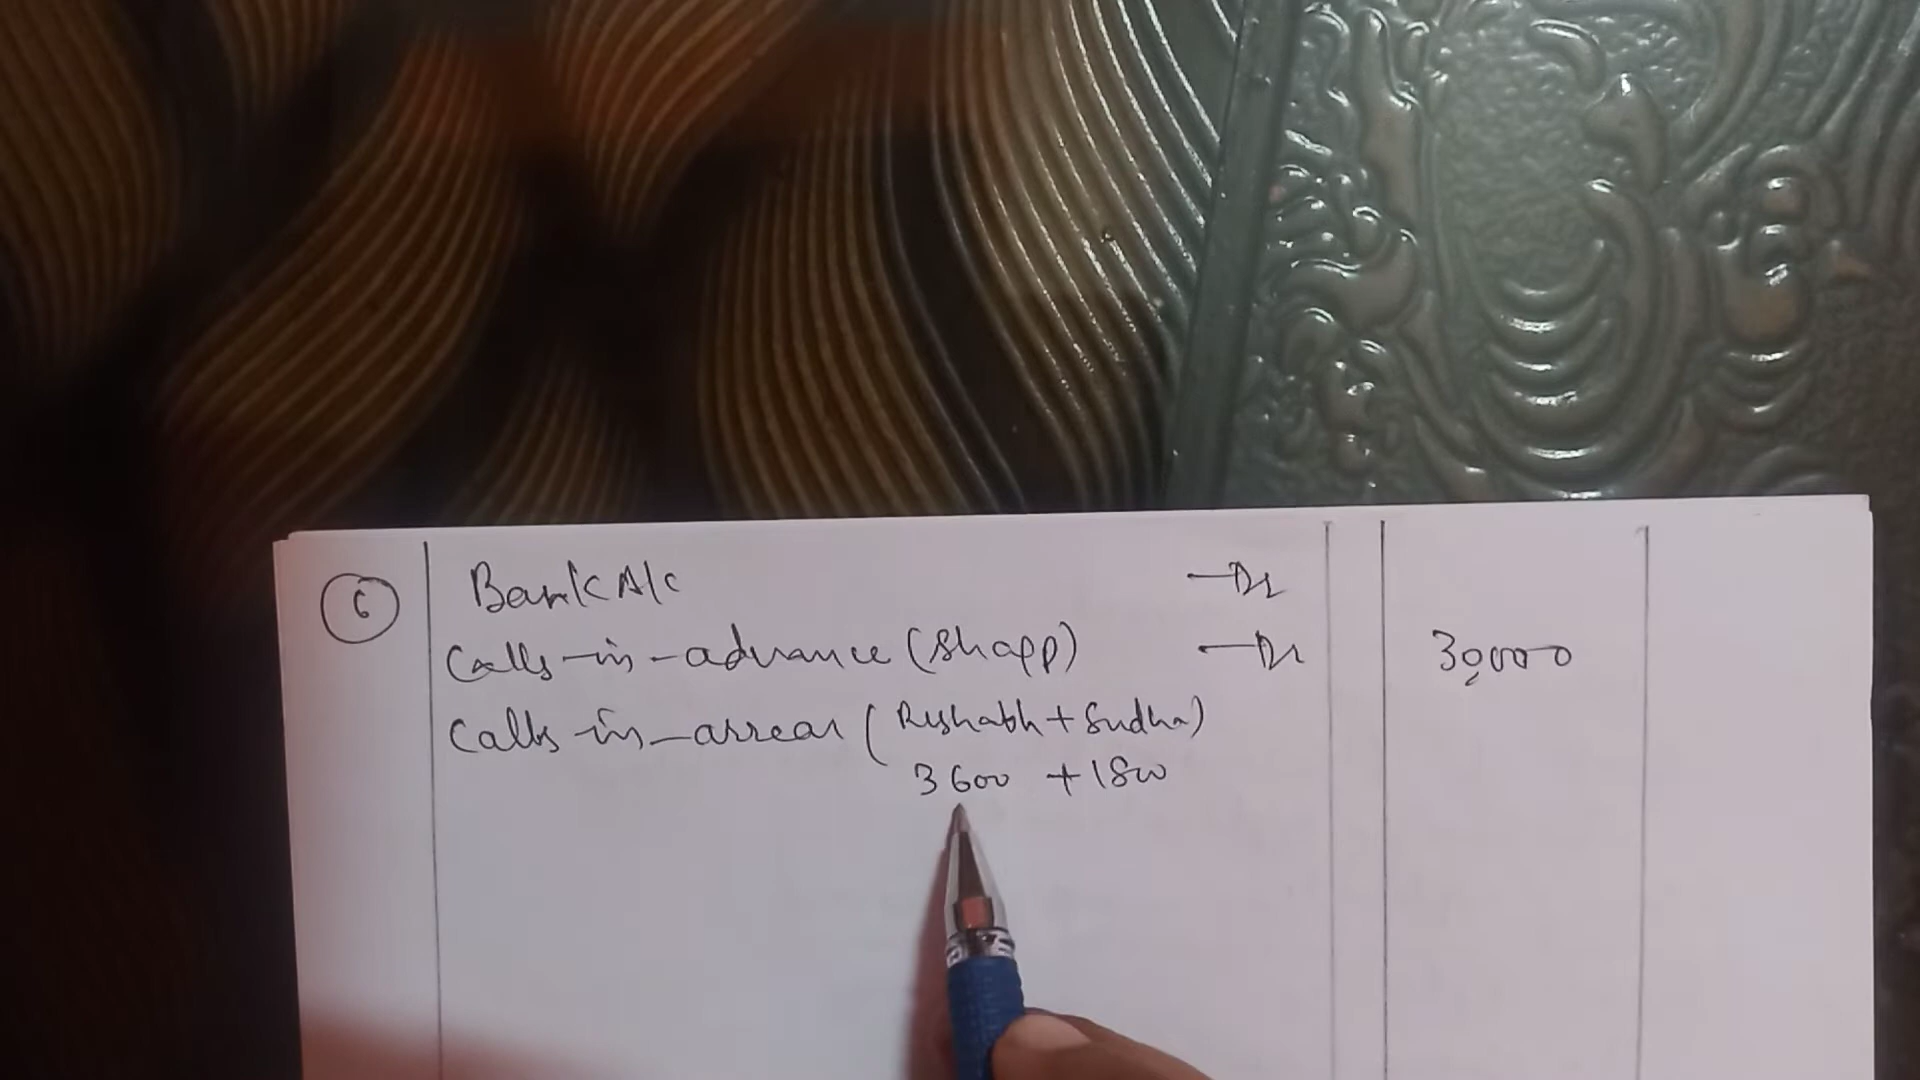 6 Bank A/c —Dr
Calls-in-advance (Shapp) —Dr 30,000
Calls-in-arrear (Rishabh + Sudha)
3600 + 1800